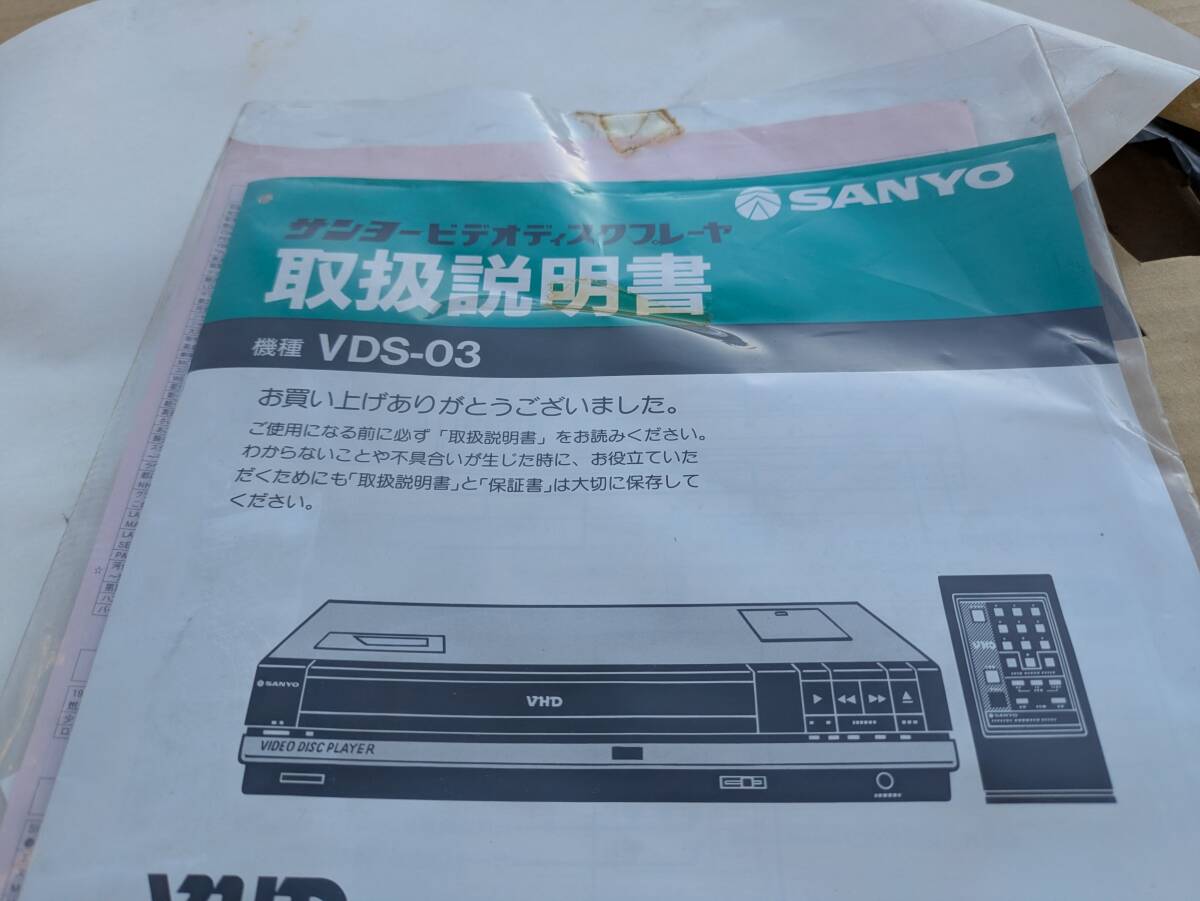 SANYO
サンヨービデオディスクプレーヤ
取扱説明書
機種 VDS-03
お買い上げありがとうございました。
ご使用になる前に必ず「取扱説明書」をお読みください。
わからないことや不具合いが生じた時に、お役立ていた
だくためにも「取扱説明書」と「保証書」は大切に保存して
ください。
SANYO
VHD
VIDEO DISC PLAYER
VHD
SANYO
VHD